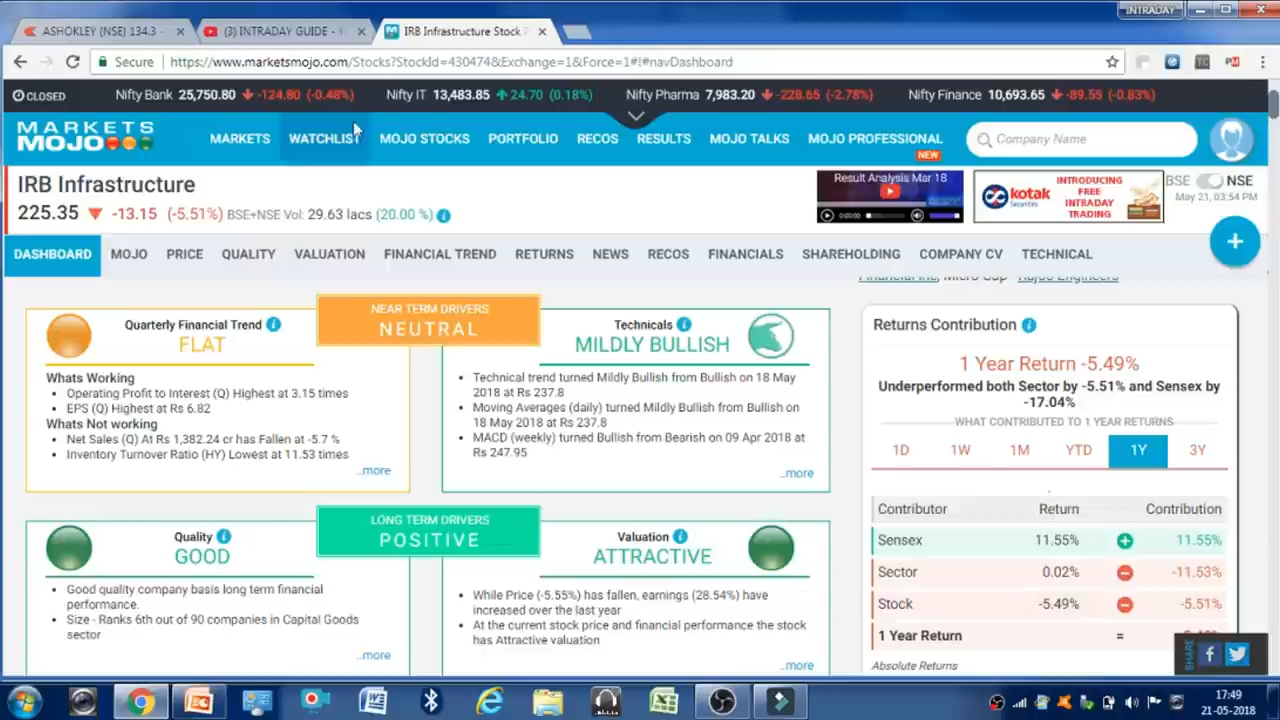 INTRADAY
ASHOKLEY (NSE) 134.3 -
(3) INTRADAY GUIDE - Y
IRB Infrastructure Stock
Secure
https://www.marketsmojo.com/Stocks?StockId=430474&Exchange=1&Force=1#!#navDashboard
CLOSED
Nifty Bank 25,750.80 -124.80 (-0.48%)
Nifty IT 13,483.85 24.70 (0.18%)
Nifty Pharma 7,983.20 -228.65 (-2.78%)
Nifty Finance 10,693.65 -89.55 (-0.83%)
MARKETS
MOJO
MARKETS WATCHLIST MOJO STOCKS PORTFOLIO RECOS RESULTS MOJO TALKS MOJO PROFESSIONAL
NEW
Company Name
IRB Infrastructure
225.35 -13.15 (-5.51%) BSE+NSE Vol: 29.63 lacs (20.00 %)
Result Analysis Mar 18
0:00:00
kotak
Securities
INTRODUCING
FREE
INTRADAY
TRADING
BSE NSE
May 21, 03:54 PM
DASHBOARD MOJO PRICE QUALITY VALUATION FINANCIAL TREND RETURNS NEWS RECOS FINANCIALS SHAREHOLDING COMPANY CV TECHNICAL
NEAR TERM DRIVERS
NEUTRAL
Quarterly Financial Trend
FLAT
Whats Working
Operating Profit to Interest (Q) Highest at 3.15 times
EPS (Q) Highest at Rs 6.82
Whats Not working
Net Sales (Q) At Rs 1,382.24 cr has Fallen at -5.7 %
Inventory Turnover Ratio (HY) Lowest at 11.53 times
..more
Technicals
MILDLY BULLISH
Technical trend turned Mildly Bullish from Bullish on 18 May
2018 at Rs 237.8
Moving Averages (daily) turned Mildly Bullish from Bullish on
18 May 2018 at Rs 237.8
MACD (weekly) turned Bullish from Bearish on 09 Apr 2018 at
Rs 247.95
..more
LONG TERM DRIVERS
POSITIVE
Quality
GOOD
Good quality company basis long term financial
performance.
Size - Ranks 6th out of 90 companies in Capital Goods
sector
..more
Valuation
ATTRACTIVE
While Price (-5.55%) has fallen, earnings (28.54%) have
increased over the last year
At the current stock price and financial performance the stock
has Attractive valuation
..more
Returns Contribution
1 Year Return -5.49%
Underperformed both Sector by -5.51% and Sensex by
-17.04%
WHAT CONTRIBUTED TO 1 YEAR RETURNS
1D 1W 1M YTD 1Y 3Y
Contributor Return Contribution
Sensex 11.55% 11.55%
Sector 0.02% -11.53%
Stock -5.49% -5.51%
1 Year Return =
Absolute Returns
SHARE
17:49
21-05-2018